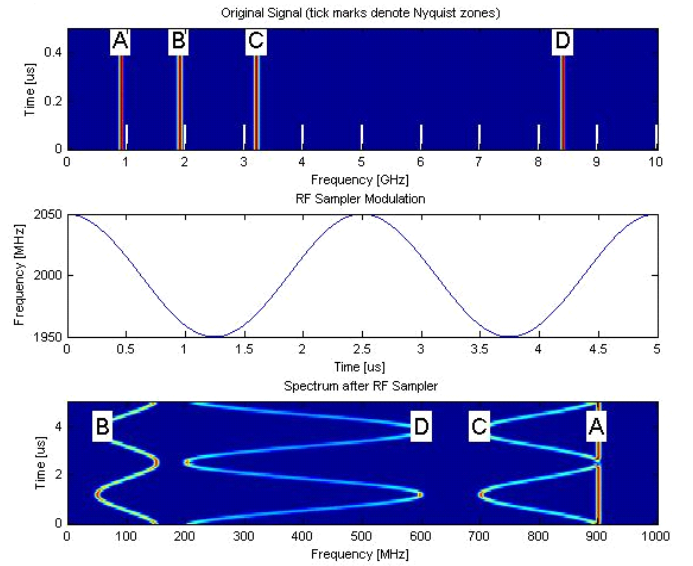 Original Signal (tick marks denote Nyquist zones)
A B C D
0.4
0.2
0
Time [us]
0 1 2 3 4 5 6 7 8 9 10
Frequency [GHz]
RF Sampler Modulation
2050
2000
1950
Frequency [MHz]
0 0.5 1 1.5 2 2.5 3 3.5 4 4.5 5
Time [us]
Spectrum after RF Sampler
B D C A
4
2
0
Time [us]
0 100 200 300 400 500 600 700 800 900 1000
Frequency [MHz]